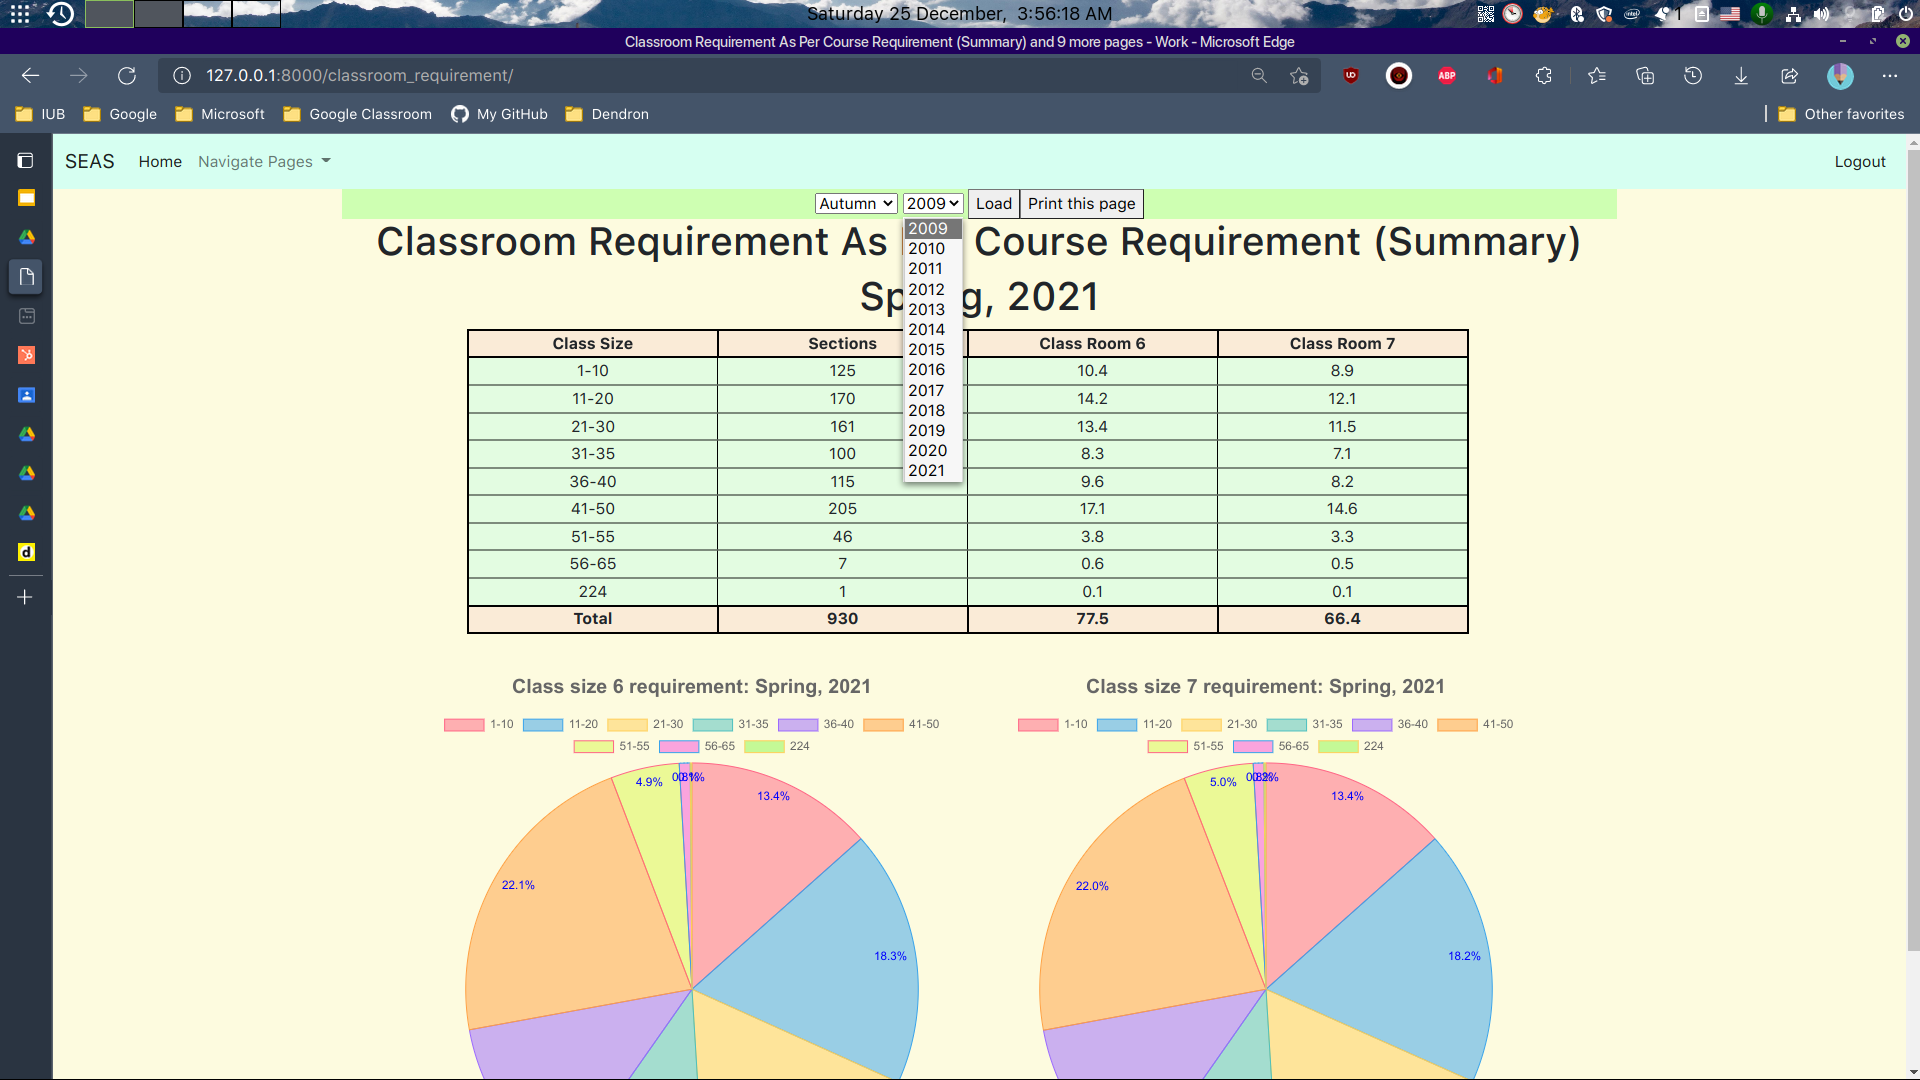 Saturday 25 December, 3:56:18 AM
1
Classroom Requirement As Per Course Requirement (Summary) and 9 more pages - Work - Microsoft Edge
127.0.0.1:8000/classroom_requirement/
UD
ABP
IUB
Google
Microsoft
Google Classroom
My GitHub
Dendron
Other favorites
SEAS
Home
Navigate Pages
Logout
Autumn 2009 Load Print this page
2009
2010
2011
2012
2013
2014
2015
2016
2017
2018
2019
2020
2021
Classroom Requirement As Course Requirement (Summary)
Sp g, 2021
Class Size Sections Class Room 6 Class Room 7
1-10 125 10.4 8.9
11-20 170 14.2 12.1
21-30 161 13.4 11.5
31-35 100 8.3 7.1
36-40 115 9.6 8.2
41-50 205 17.1 14.6
51-55 46 3.8 3.3
56-65 7 0.6 0.5
224 1 0.1 0.1
Total 930 77.5 66.4
d
Class size 6 requirement: Spring, 2021
1-10 11-20 21-30 31-35 36-40 41-50
51-55 56-65 224
4.9%
13.4%
22.1%
18.3%
Class size 7 requirement: Spring, 2021
1-10 11-20 21-30 31-35 36-40 41-50
51-55 56-65 224
5.0%
13.4%
22.0%
18.2%